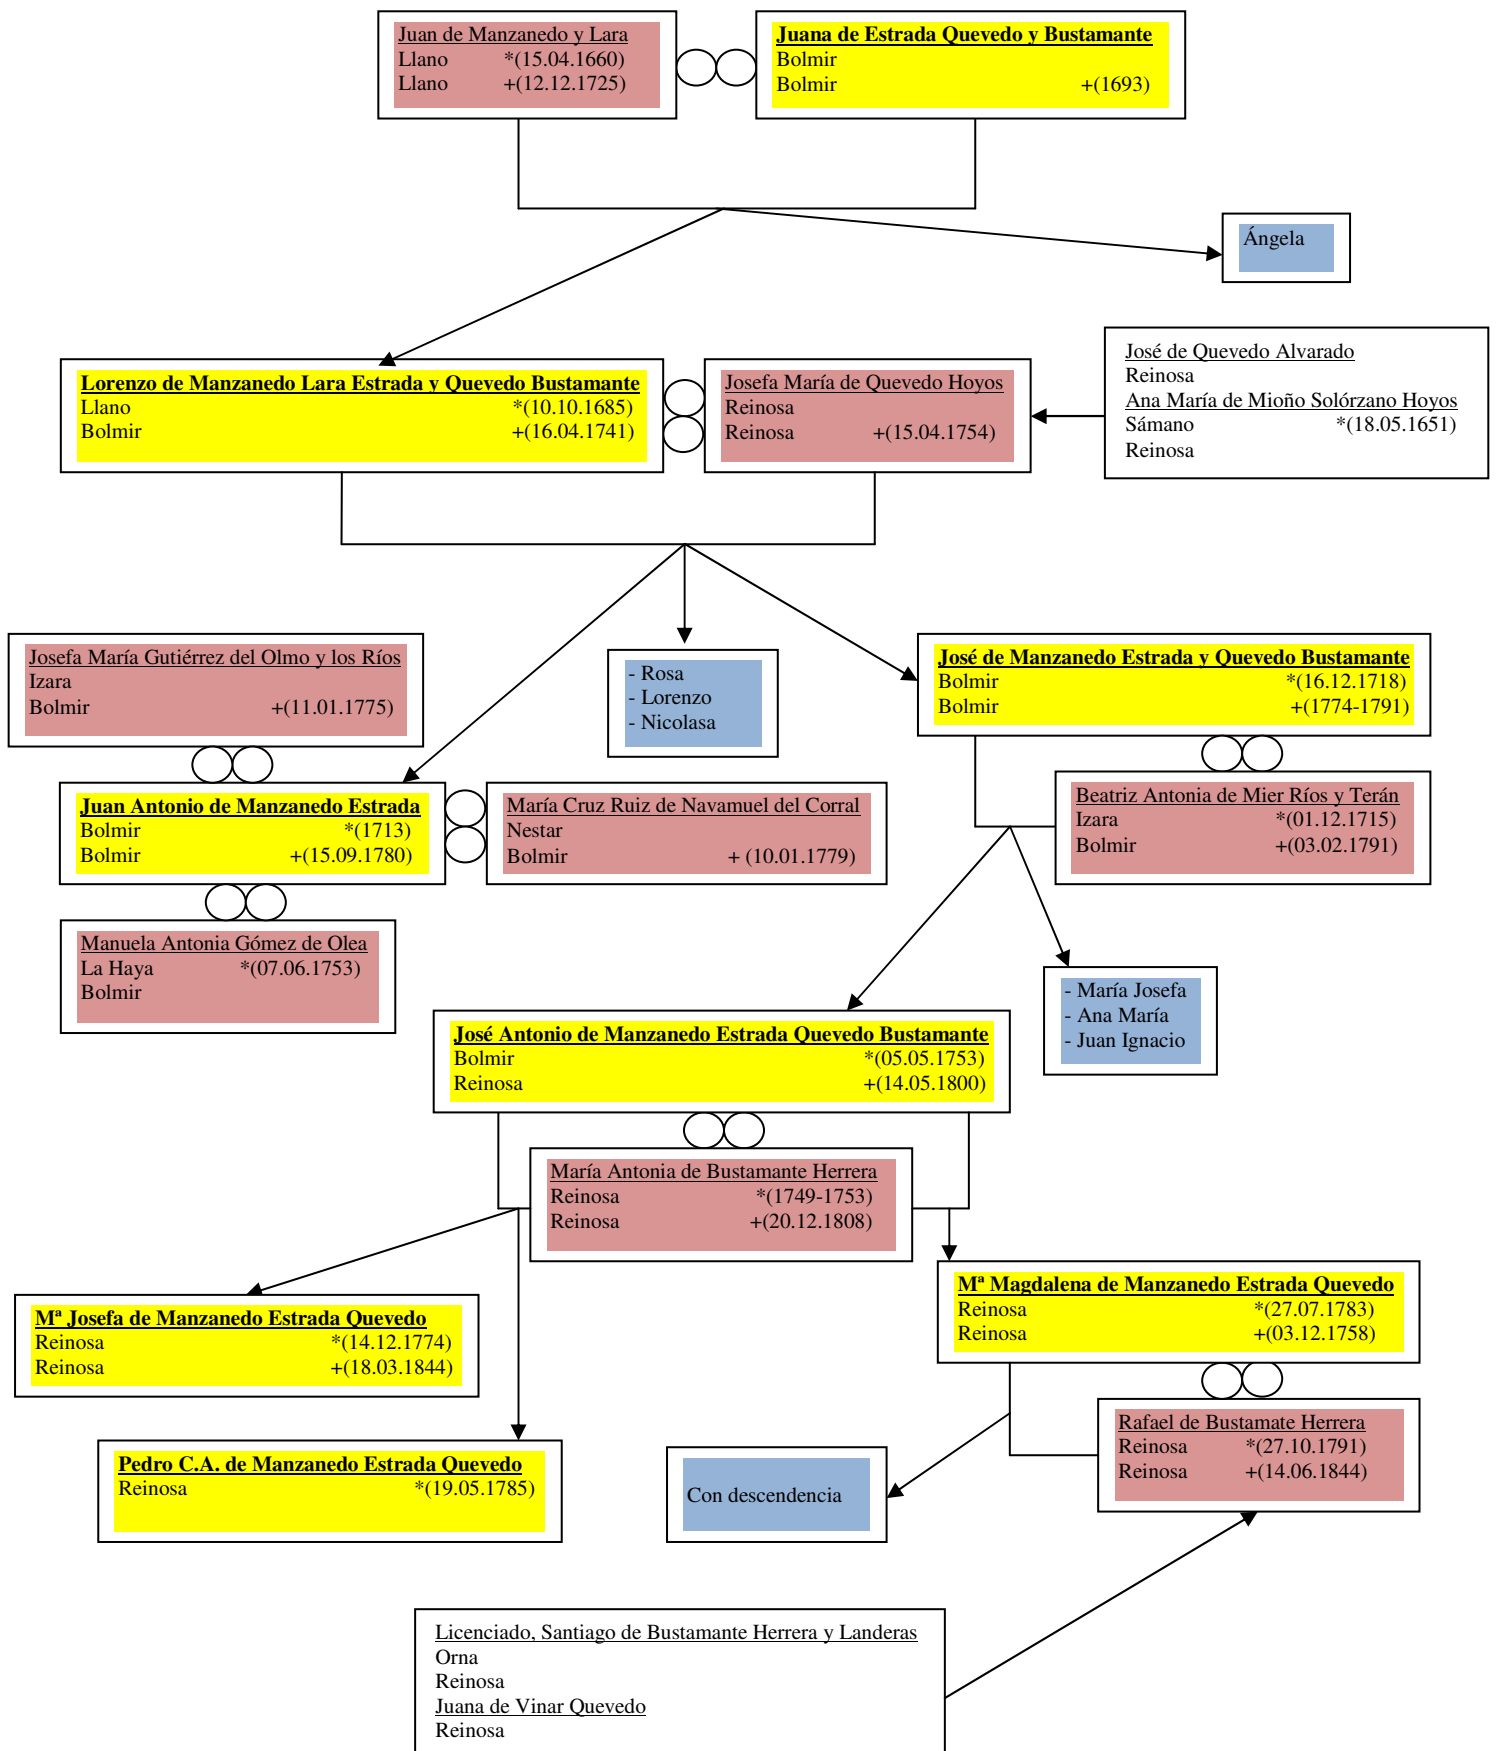 Juan de Manzanedo y Lara
Llano *(15.04.1660)
Llano +(12.12.1725)
Juana de Estrada Quevedo y Bustamante
Bolmir
Bolmir +(1693)
Ángela
Lorenzo de Manzanedo Lara Estrada y Quevedo Bustamante
Llano *(10.10.1685)
Bolmir +(16.04.1741)
Josefa María de Quevedo Hoyos
Reinosa
Reinosa +(15.04.1754)
José de Quevedo Alvarado
Reinosa
Ana María de Mioño Solórzano Hoyos
Sámano *(18.05.1651)
Reinosa
Josefa María Gutiérrez del Olmo y los Ríos
Izara
Bolmir +(11.01.1775)
- Rosa
- Lorenzo
- Nicolasa
José de Manzanedo Estrada y Quevedo Bustamante
Bolmir *(16.12.1718)
Bolmir +(1774-1791)
Juan Antonio de Manzanedo Estrada
Bolmir *(1713)
Bolmir +(15.09.1780)
María Cruz Ruiz de Navamuel del Corral
Nestar
Bolmir + (10.01.1779)
Beatriz Antonia de Mier Ríos y Terán
Izara *(01.12.1715)
Bolmir +(03.02.1791)
Manuela Antonia Gómez de Olea
La Haya *(07.06.1753)
Bolmir
- María Josefa
- Ana María
- Juan Ignacio
José Antonio de Manzanedo Estrada Quevedo Bustamante
Bolmir *(05.05.1753)
Reinosa +(14.05.1800)
María Antonia de Bustamante Herrera
Reinosa *(1749-1753)
Reinosa +(20.12.1808)
Mª Josefa de Manzanedo Estrada Quevedo
Reinosa *(14.12.1774)
Reinosa +(18.03.1844)
Mª Magdalena de Manzanedo Estrada Quevedo
Reinosa *(27.07.1783)
Reinosa +(03.12.1758)
Pedro C.A. de Manzanedo Estrada Quevedo
Reinosa *(19.05.1785)
Con descendencia
Rafael de Bustamate Herrera
Reinosa *(27.10.1791)
Reinosa +(14.06.1844)
Licenciado, Santiago de Bustamante Herrera y Landeras
Orna
Reinosa
Juana de Vinar Quevedo
Reinosa